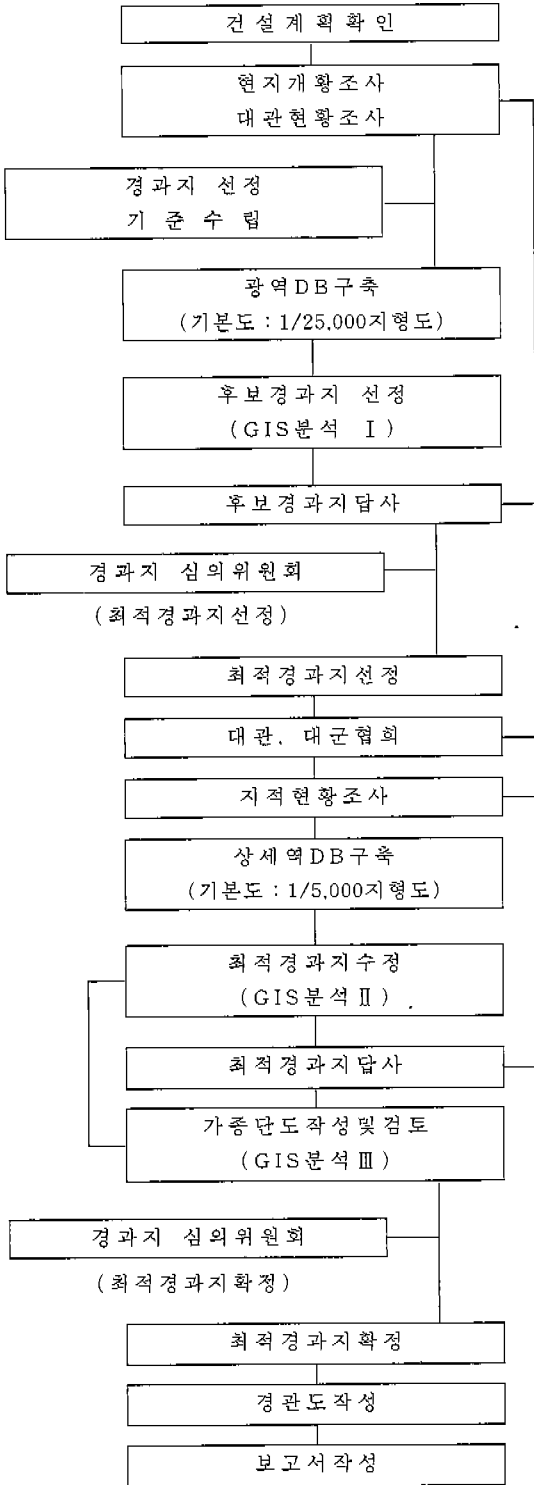 건설계획확인
현지개황조사
대관현황조사
경과지 선정
기준수립
광역DB구축
(기본도 : 1/25,000지형도)
후보경과지 선정
(GIS분석 Ⅰ)
후보경과지답사
경과지 심의위원회
(최적경과지선정)
최적경과지선정
대관. 대군협희
지적현황조사
상세역DB구축
(기본도 : 1/5,000지형도)
최적경과지수정
(GIS분석Ⅱ)
최적경과지답사
가종단도작성및검토
(GIS분석Ⅲ)
경과지 심의위원회
(최적경과지확정)
최적경과지확정
경관도작성
보고서작성